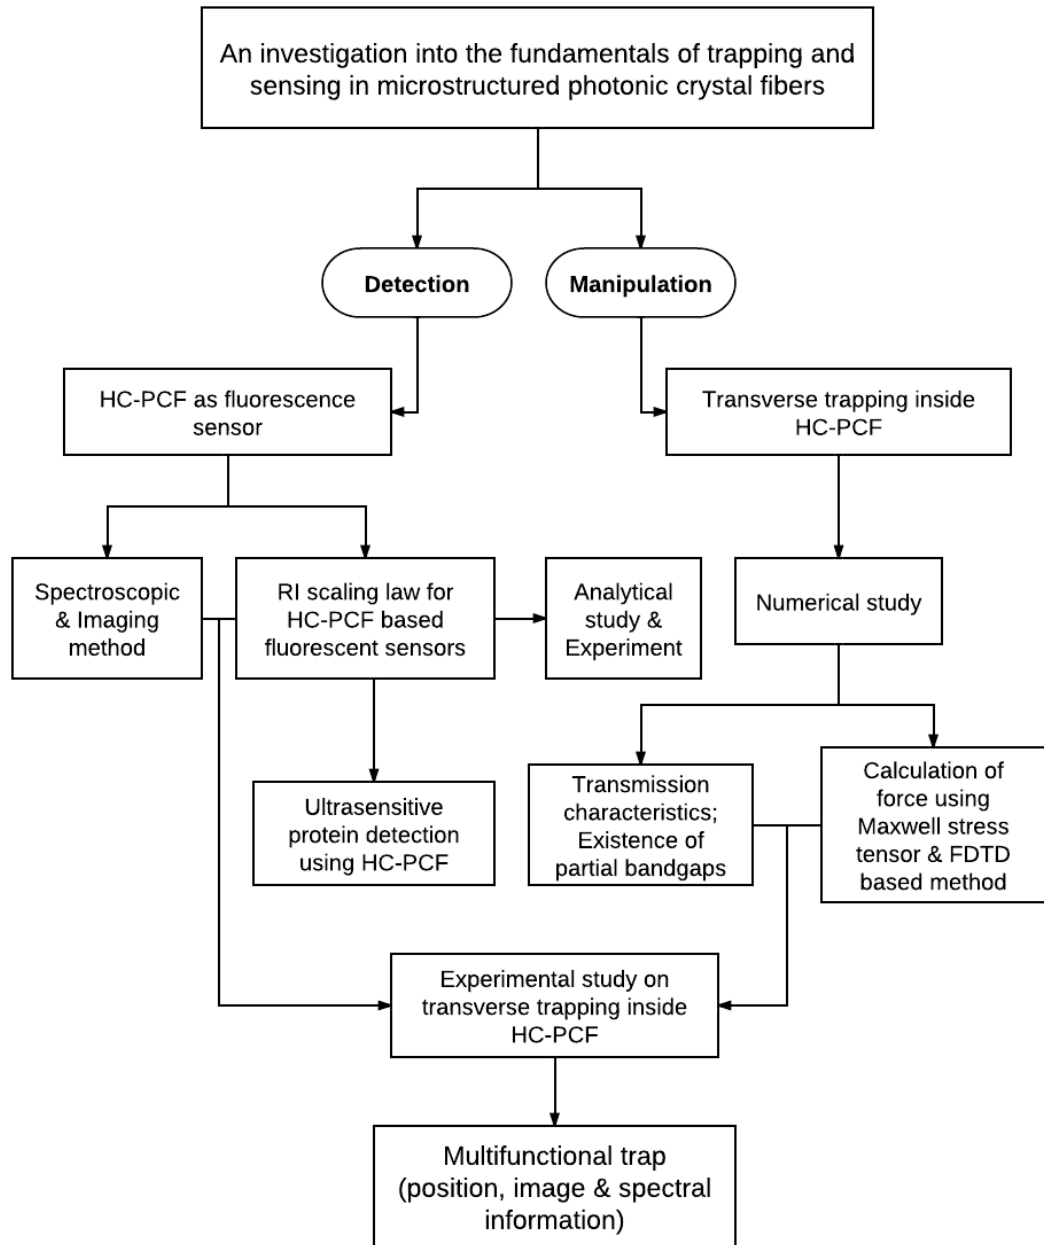 An investigation into the fundamentals of trapping and
sensing in microstructured photonic crystal fibers
Detection
Manipulation
HC-PCF as fluorescence
sensor
Transverse trapping inside
HC-PCF
Spectroscopic
& Imaging
method
RI scaling law for
HC-PCF based
fluorescent sensors
Analytical
study &
Experiment
Numerical study
Ultrasensitive
protein detection
using HC-PCF
Transmission
characteristics;
Existence of
partial bandgaps
Calculation of
force using
Maxwell stress
tensor & FDTD
based method
Experimental study on
transverse trapping inside
HC-PCF
Multifunctional trap
(position, image & spectral
information)